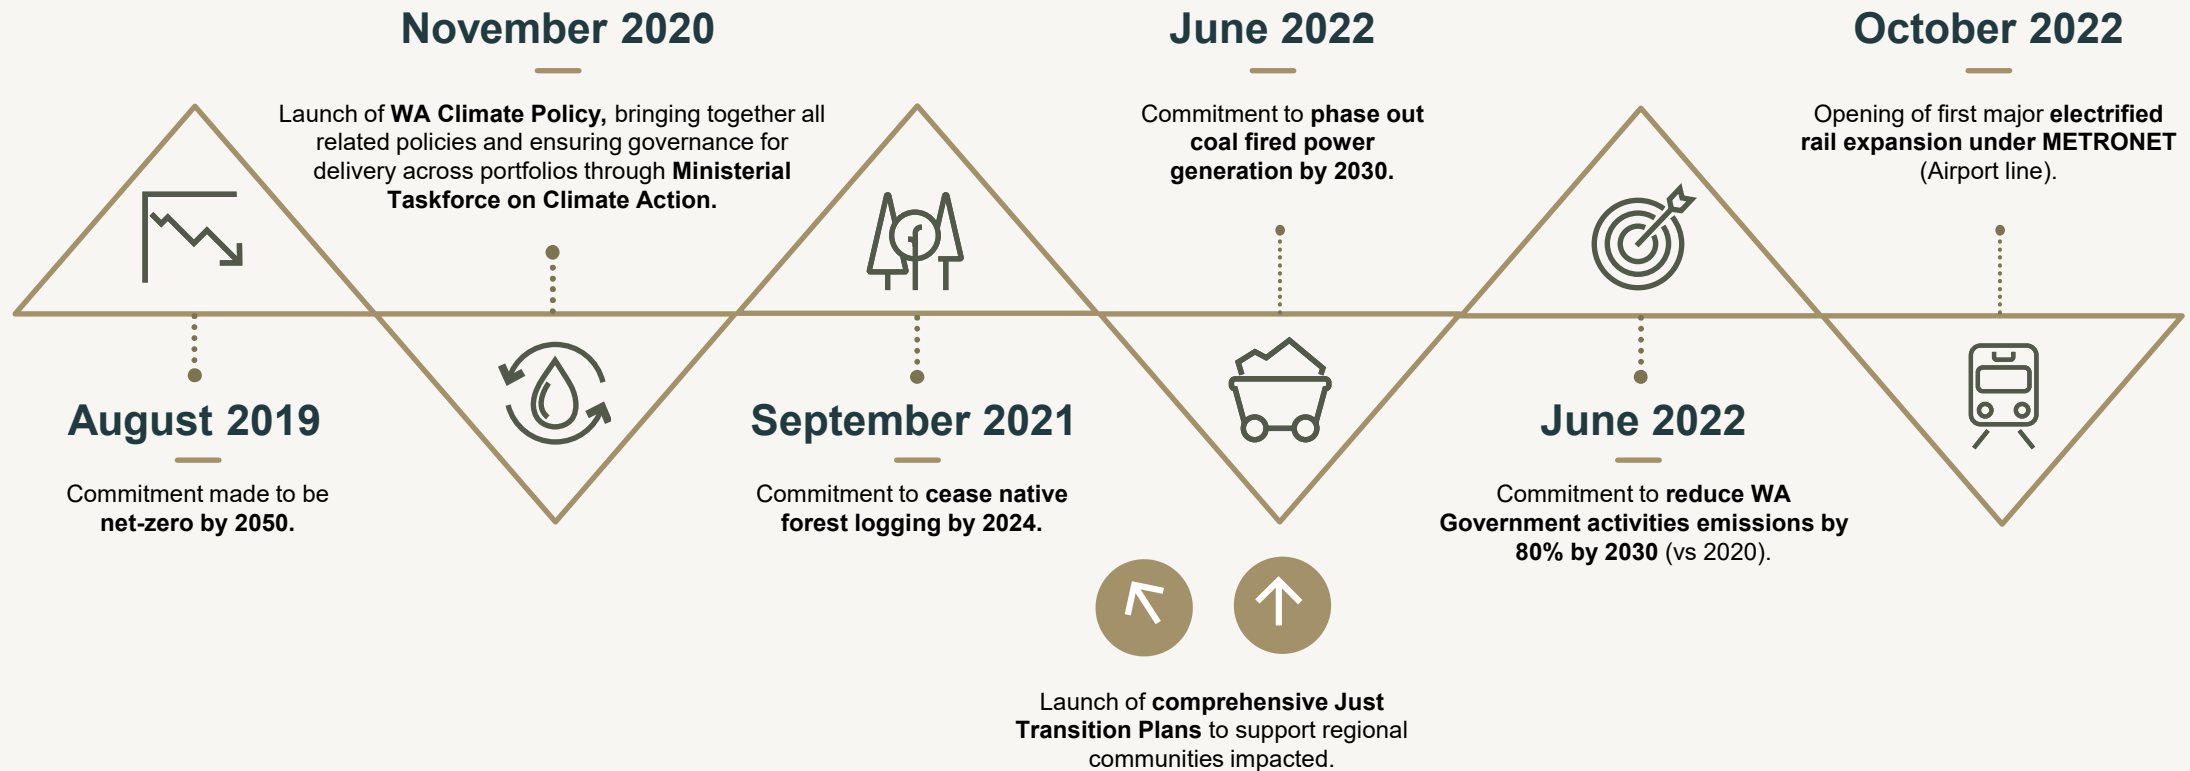 November 2020
Launch of WA Climate Policy, bringing together all
related policies and ensuring governance for
delivery across portfolios through Ministerial
Taskforce on Climate Action.
June 2022
Commitment to phase out
coal fired power
generation by 2030.
October 2022
Opening of first major electrified
rail expansion under METRONET
(Airport line).
August 2019
Commitment made to be
net-zero by 2050.
September 2021
Commitment to cease native
forest logging by 2024.
June 2022
Commitment to reduce WA
Government activities emissions by
80% by 2030 (vs 2020).
Launch of comprehensive Just
Transition Plans to support regional
communities impacted.